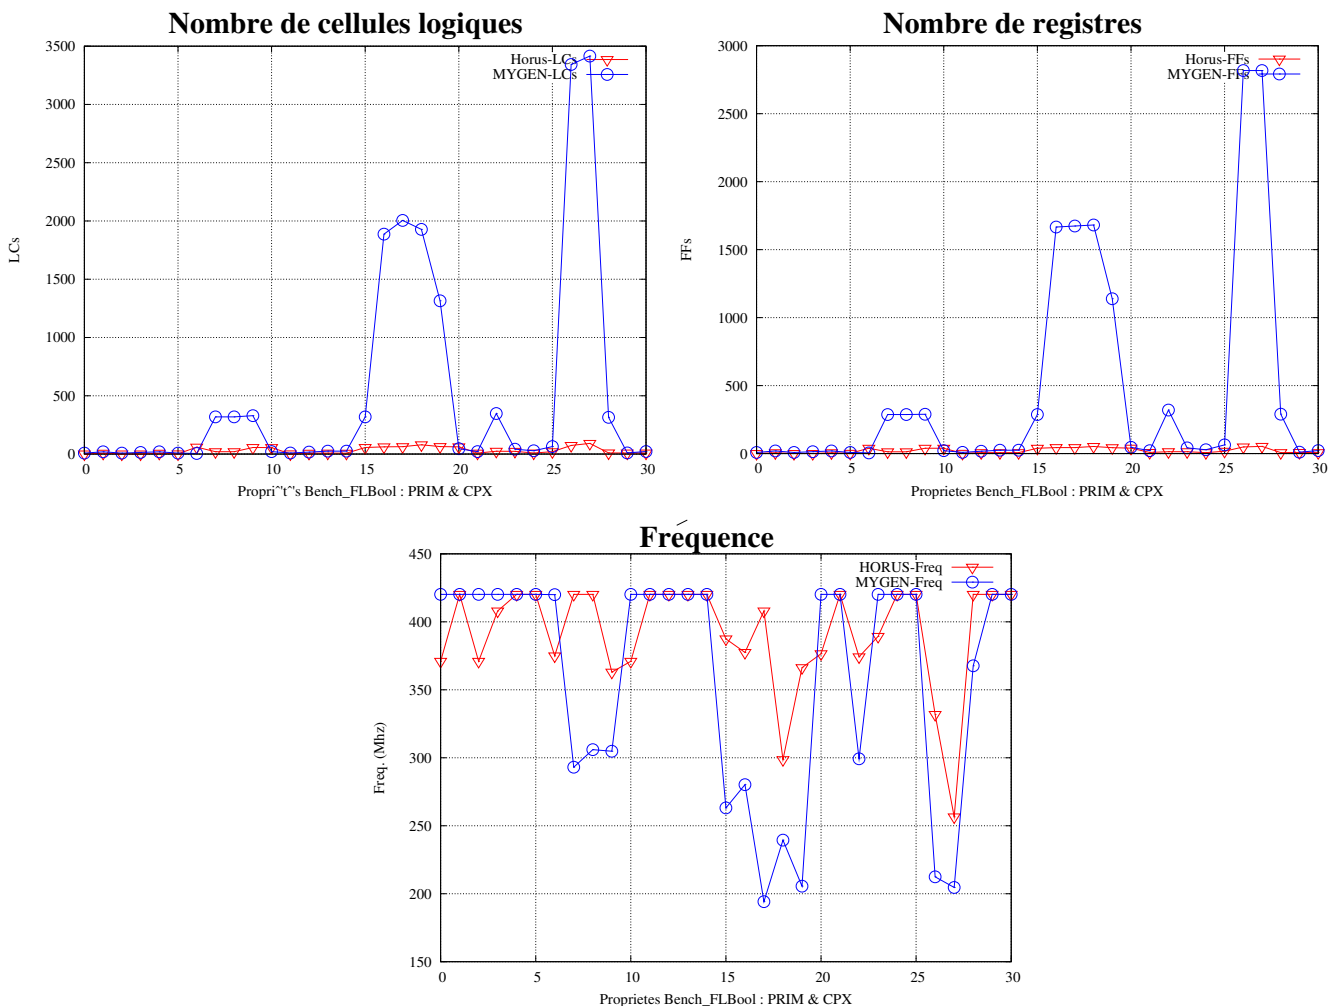 Nombre de cellules logiques
3500
3000
2500
2000
1500
1000
500
0
LCs
Horus-LCs
MYGEN-LCs
0 5 10 15 20 25 30
Propri^'t^'s Bench_FLBool : PRIM & CPX
Nombre de registres
3000
2500
2000
1500
1000
500
0
FFs
Horus-FFs
MYGEN-FFs
0 5 10 15 20 25 30
Proprietes Bench_FLBool : PRIM & CPX
Fréquence
450
400
350
300
250
200
150
Freq. (Mhz)
HORUS-Freq
MYGEN-Freq
0 5 10 15 20 25 30
Proprietes Bench_FLBool : PRIM & CPX